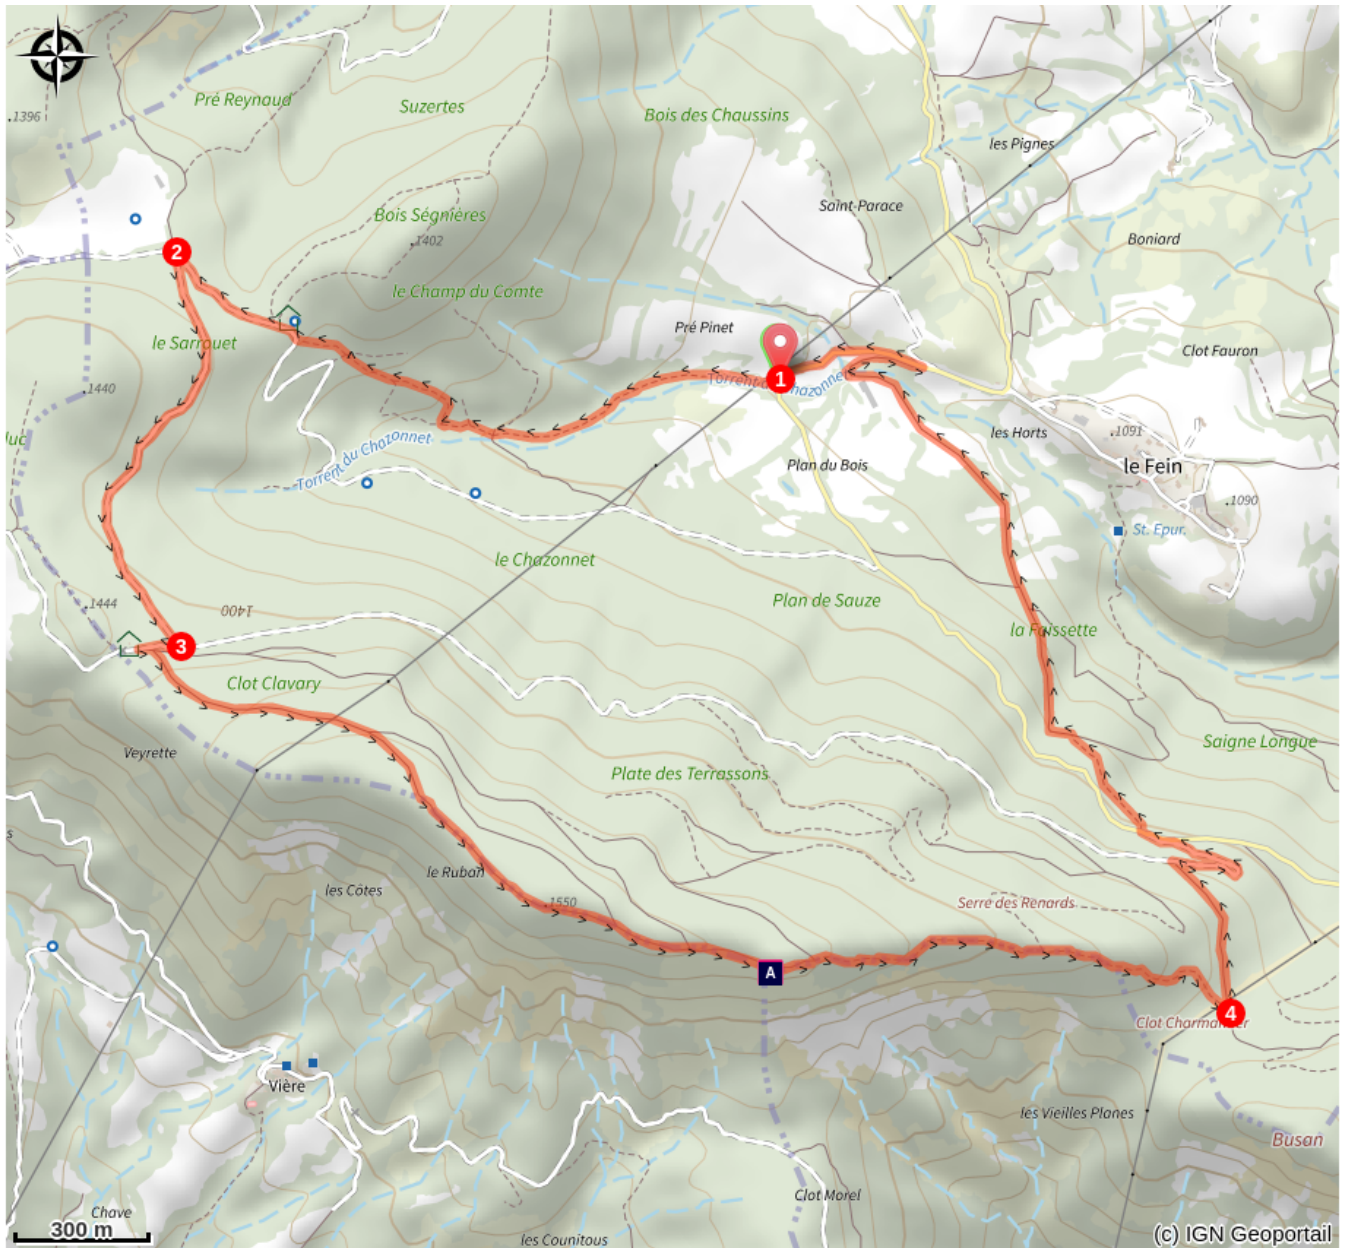 Pré Reynaud
Suzertes
.1396
Bois des Chaussins
les Pignes
Saint-Parace
Bois Ségnières
.1402
Boniard
2
le Champ du Comte
Pré Pinet
le Sarrouet
Clot Fauron
1
.1440
les Horts
.1091
Torrent du Chazonnet
Plan du Bois
le Fein
.1090
St. Epur.
le Chazonnet
Plan de Sauze
.1444
1400
la Faissette
3
Clot Clavary
Veyrette
Saigne Longue
Plate des Terrassons
le Ruban
les Côtes
.1550
Serre des Renards
A
4
Vière
les Vieilles Planes
Busan
Clot Morel
Chave
300 m
les Counitous
(c) IGN Geoportail